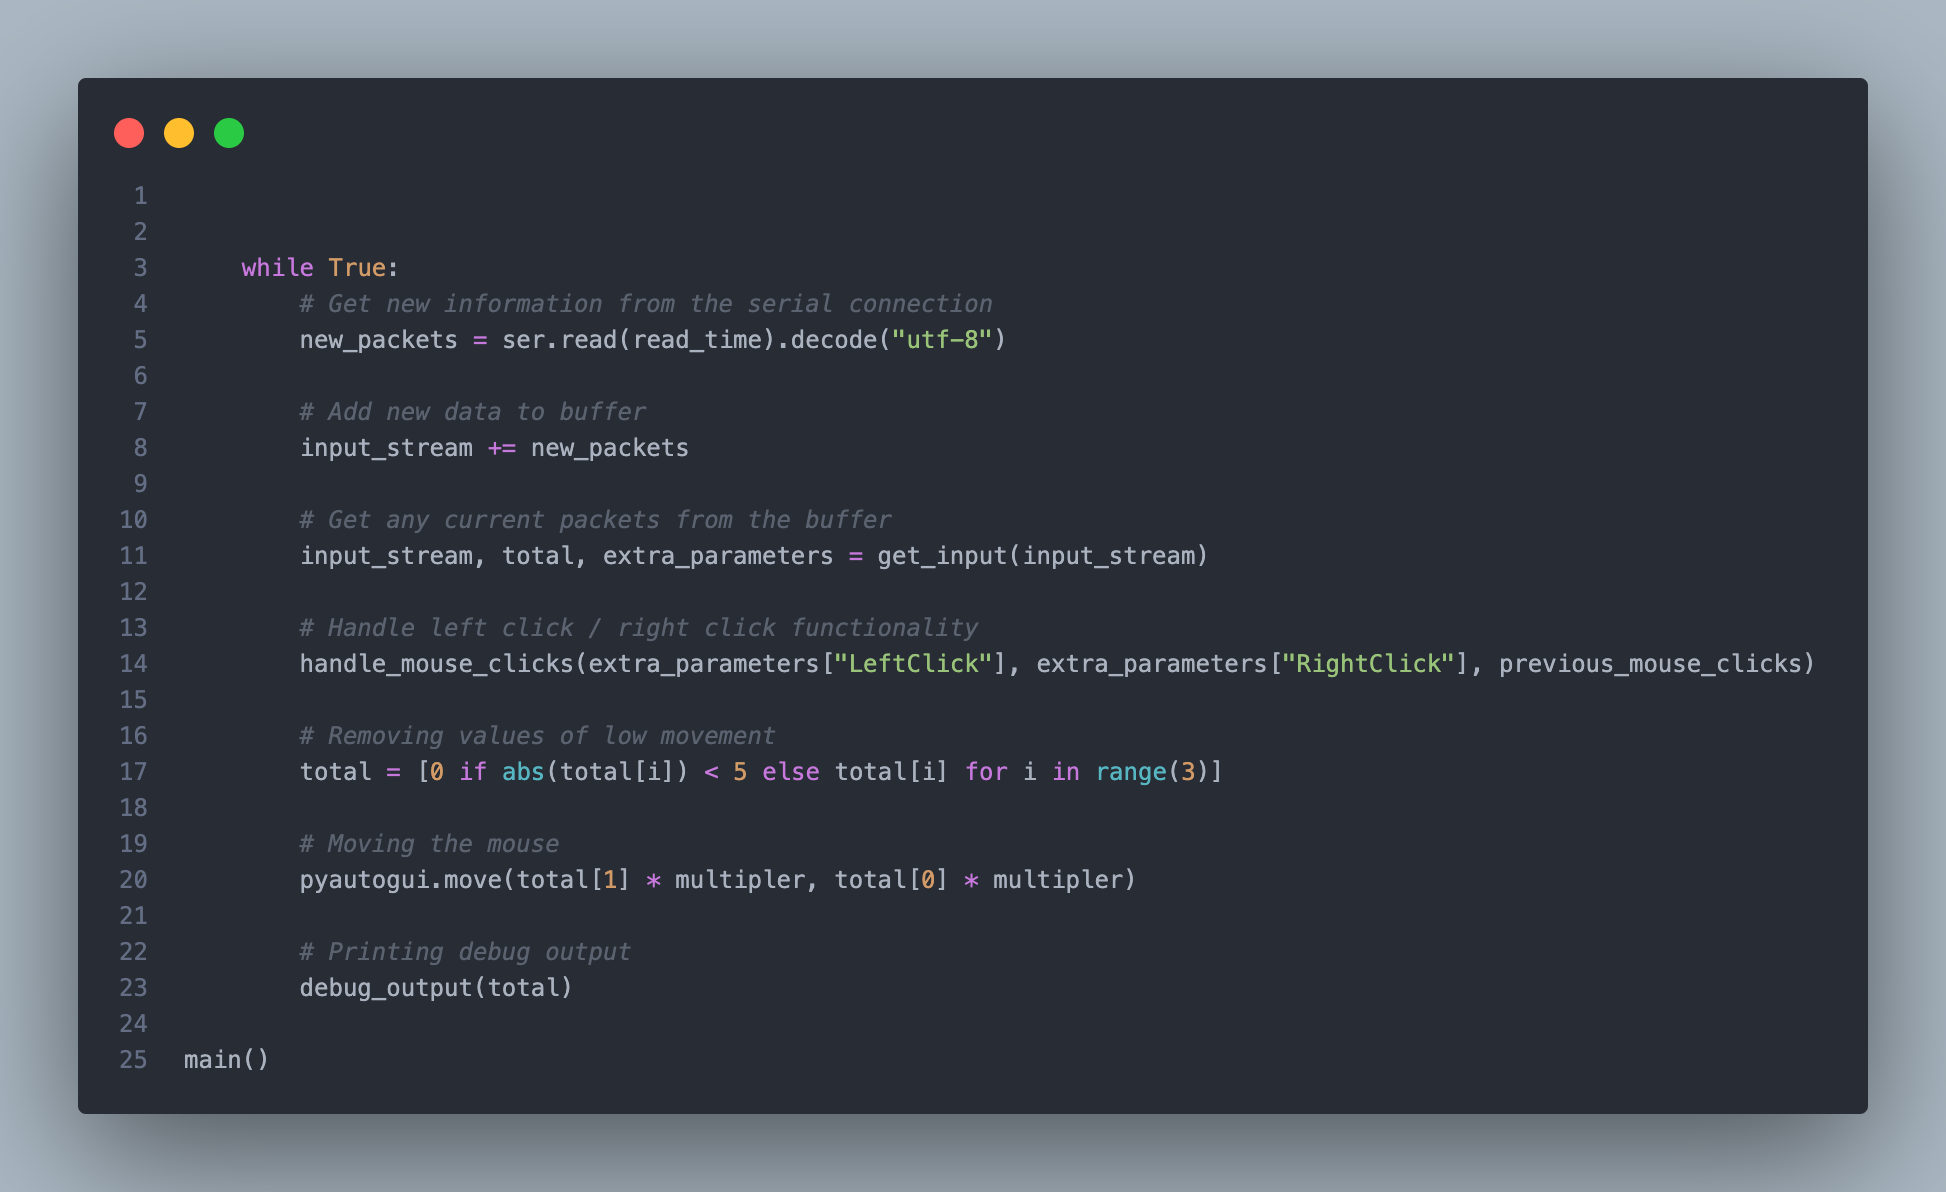 1
2
3     while True:
4         # Get new information from the serial connection
5         new_packets = ser.read(read_time).decode("utf-8")
6
7         # Add new data to buffer
8         input_stream += new_packets
9
10         # Get any current packets from the buffer
11         input_stream, total, extra_parameters = get_input(input_stream)
12
13         # Handle left click / right click functionality
14         handle_mouse_clicks(extra_parameters["LeftClick"], extra_parameters["RightClick"], previous_mouse_clicks)
15
16         # Removing values of low movement
17         total = [0 if abs(total[i]) < 5 else total[i] for i in range(3)]
18
19         # Moving the mouse
20         pyautogui.move(total[1] * multipler, total[0] * multipler)
21
22         # Printing debug output
23         debug_output(total)
24
25 main()